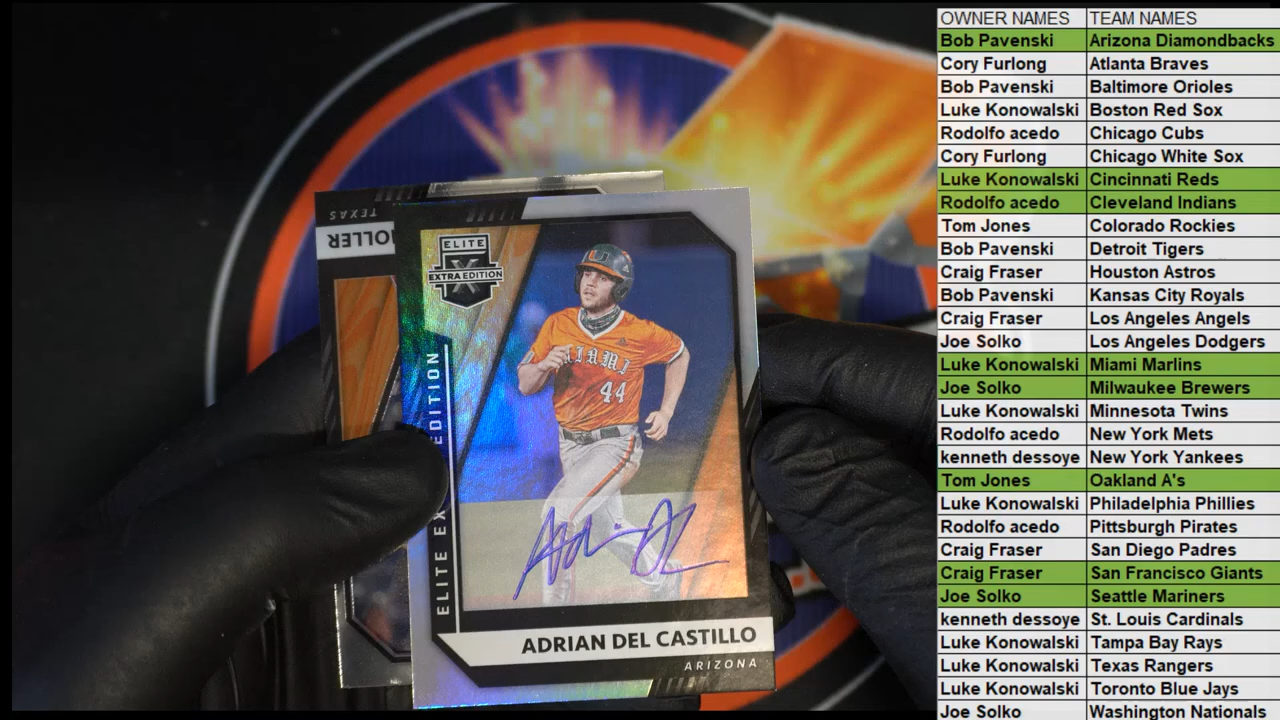 OWNER NAMES TEAM NAMES
Bob Pavenski Arizona Diamondbacks
Cory Furlong Atlanta Braves
Bob Pavenski Baltimore Orioles
Luke Konowalski Boston Red Sox
Rodolfo acedo Chicago Cubs
Cory Furlong Chicago White Sox
Luke Konowalski Cincinnati Reds
Rodolfo acedo Cleveland Indians
Tom Jones Colorado Rockies
Bob Pavenski Detroit Tigers
Craig Fraser Houston Astros
Bob Pavenski Kansas City Royals
Craig Fraser Los Angeles Angels
Joe Solko Los Angeles Dodgers
Luke Konowalski Miami Marlins
Joe Solko Milwaukee Brewers
Luke Konowalski Minnesota Twins
Rodolfo acedo New York Mets
kenneth dessoye New York Yankees
Tom Jones Oakland A's
Luke Konowalski Philadelphia Phillies
Rodolfo acedo Pittsburgh Pirates
Craig Fraser San Diego Padres
Craig Fraser San Francisco Giants
Joe Solko Seattle Mariners
kenneth dessoye St. Louis Cardinals
Luke Konowalski Tampa Bay Rays
Luke Konowalski Texas Rangers
Luke Konowalski Toronto Blue Jays
Joe Solko Washington Nationals
TEXAS
OLLER
ELITE
X
EXTRA EDITION
ELITE EX EDITION
U
MIAMI
44
ADRIAN DEL CASTILLO
ARIZONA